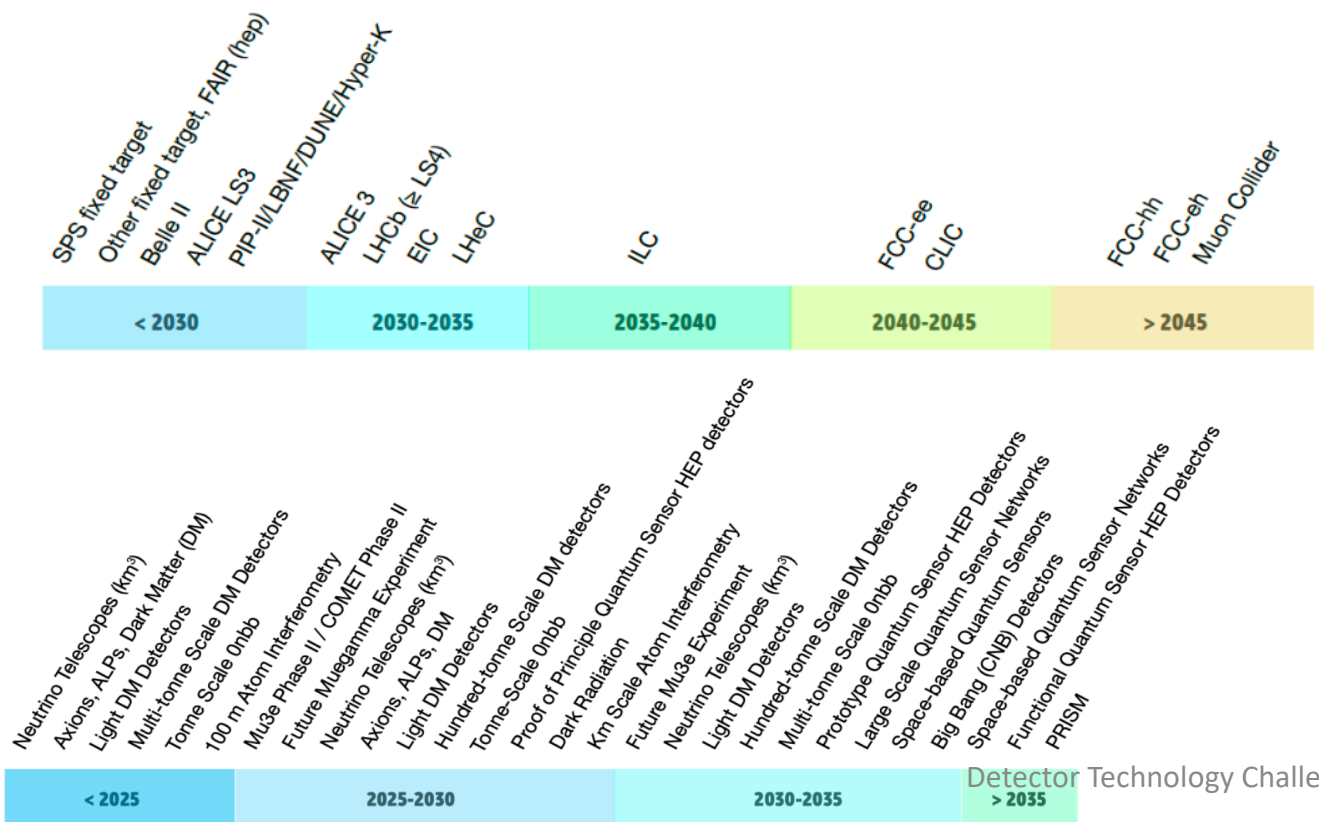 SPS fixed target
Other fixed target, FAIR (hep)
Belle II
ALICE LS3
PIP-II/LBNF/DUNE/Hyper-K
ALICE 3
LHCb (≥ LS4)
EIC
LHeC
ILC
FCC-ee
CLIC
FCC-hh
FCC-eh
Muon Collider
< 2030
2030-2035
2035-2040
2040-2045
> 2045
Neutrino Telescopes (km³)
Axions, ALPs, Dark Matter (DM)
Light DM Detectors
Multi-tonne Scale DM Detectors
Tonne Scale 0nbb
100 m Atom Interferometry
Mu3e Phase II / COMET Phase II
Future Muegamma Experiment
Neutrino Telescopes (km³)
Axions, ALPs, DM
Light DM Detectors
Hundred-tonne Scale DM detectors
Tonne-Scale 0nbb
Proof of Principle Quantum Sensor HEP detectors
Dark Radiation
Km Scale Atom Interferometry
Future Mu3e Experiment
Neutrino Telescopes (km³)
Light DM Detectors
Hundred-tonne Scale DM Detectors
Multi-tonne Scale 0nbb
Prototype Quantum Sensor HEP Detectors
Large Scale Quantum Sensor Networks
Space-based Quantum Sensors
Big Bang (CNB) Detectors
Space-based Quantum Sensor Networks
Functional Quantum Sensor HEP Detectors
PRISM
Detector Technology Challe
< 2025
2025-2030
2030-2035
> 2035